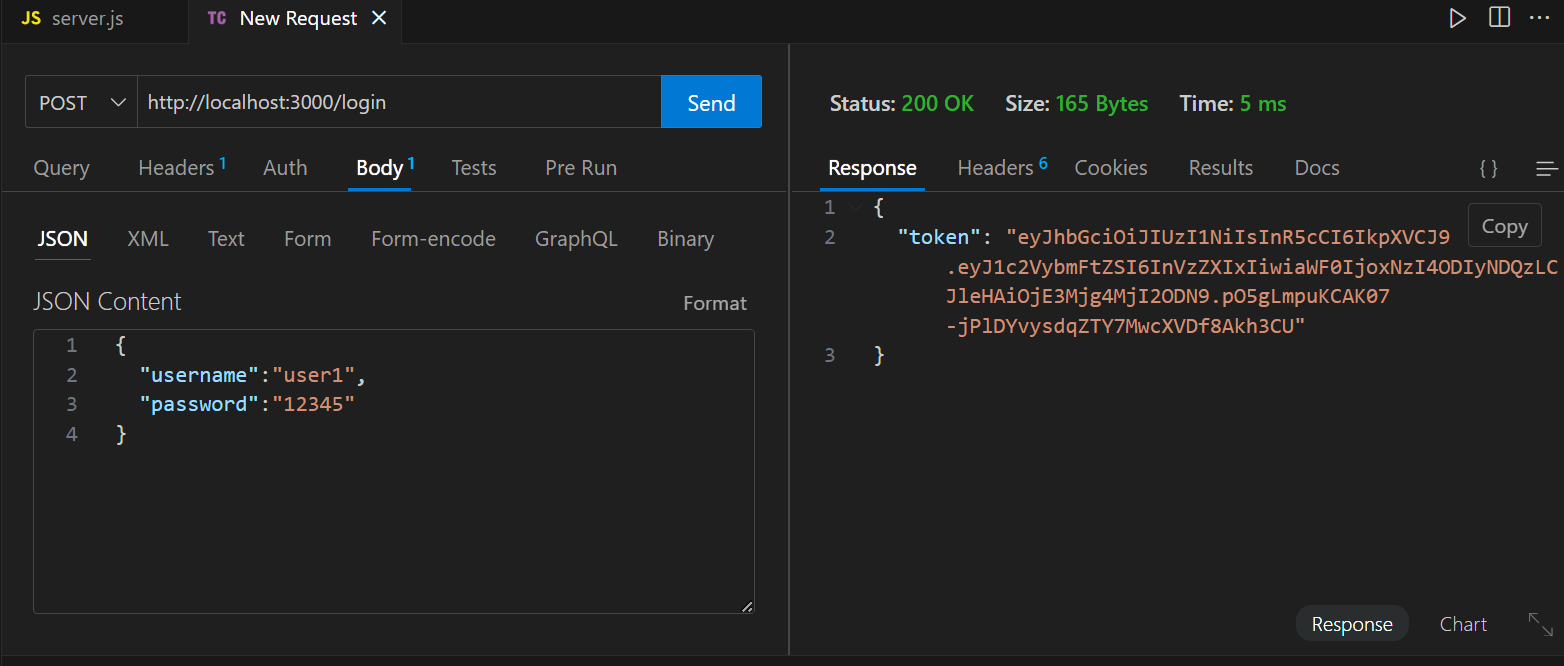 JS server.js
TC New Request
POST
http://localhost:3000/login
Send
Query
Headers 1
Auth
Body 1
Tests
Pre Run
JSON
XML
Text
Form
Form-encode
GraphQL
Binary
JSON Content
Format
1 {
2 "username":"user1",
3 "password":"12345"
4 }
Status: 200 OK
Size: 165 Bytes
Time: 5 ms
Response
Headers 6
Cookies
Results
Docs
{ }
Copy
1 {
2 "token": "eyJhbGciOiJIUzI1NiIsInR5cCI6IkpXVCJ9
.eyJ1c2VybmFtZSI6InVzZXIxIiwiaWF0IjoxNzI4ODIyNDQzLC
JleHAiOjE3Mjg4MjI2ODN9.pO5gLmpuKCAK07
-jPlDYvysdqZTY7MwcXVDf8Akh3CU"
3 }
Response
Chart